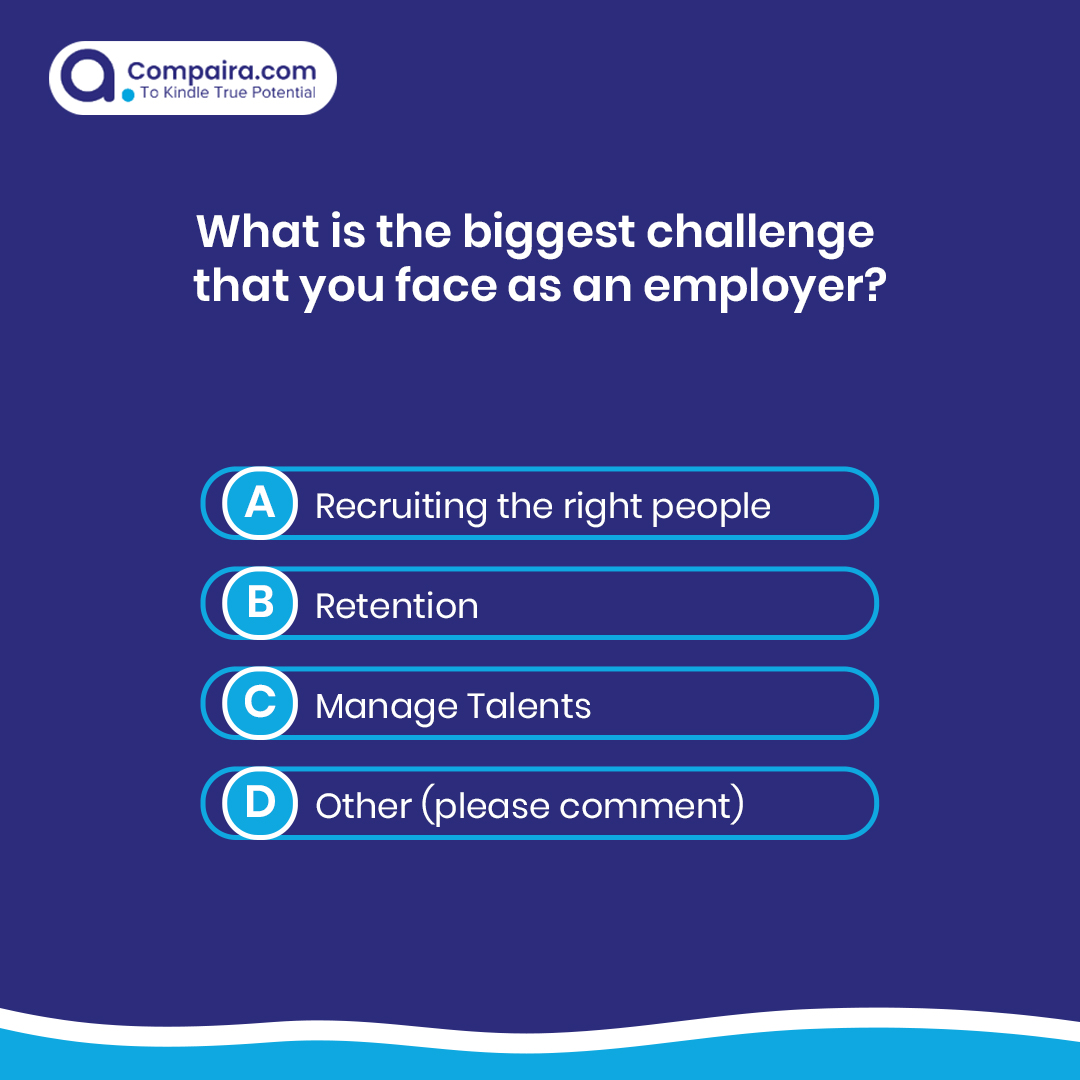 Compaira.com
To Kindle True Potential
What is the biggest challenge
that you face as an employer?
A Recruiting the right people
B Retention
C Manage Talents
D Other (please comment)